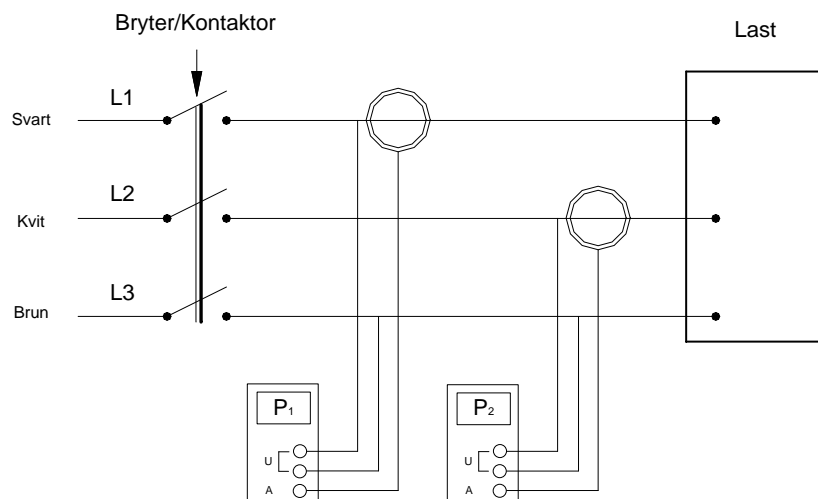 Bryter/Kontaktor
Last
L1
Svart
L2
Kvit
L3
Brun
P₁
P₂
U
U
A
A